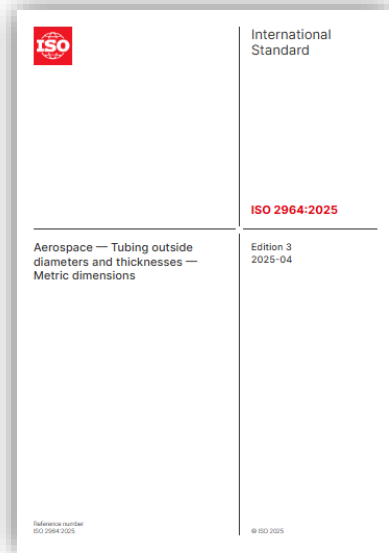 ISO
International
Standard
ISO 2964:2025
Aerospace — Tubing outside
diameters and thicknesses —
Metric dimensions
Edition 3
2025-04
Reference number
ISO 2964:2025
© ISO 2025